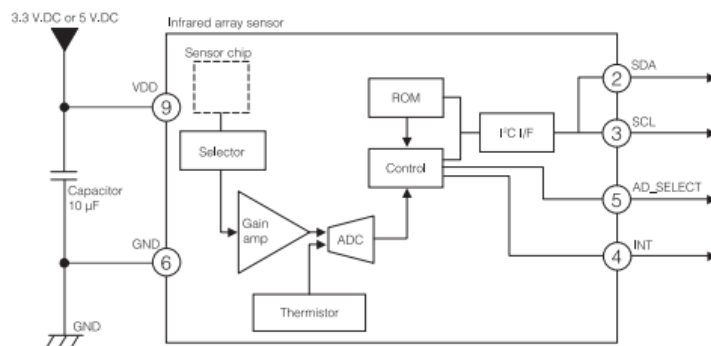 3.3 V.DC or 5 V.DC
Infrared array sensor
Sensor chip
SDA
VDD
2
9
ROM
SCL
I²C I/F
3
Selector
Control
Capacitor
10 µF
AD_SELECT
5
Gain
amp
ADC
GND
INT
6
4
Thermistor
GND